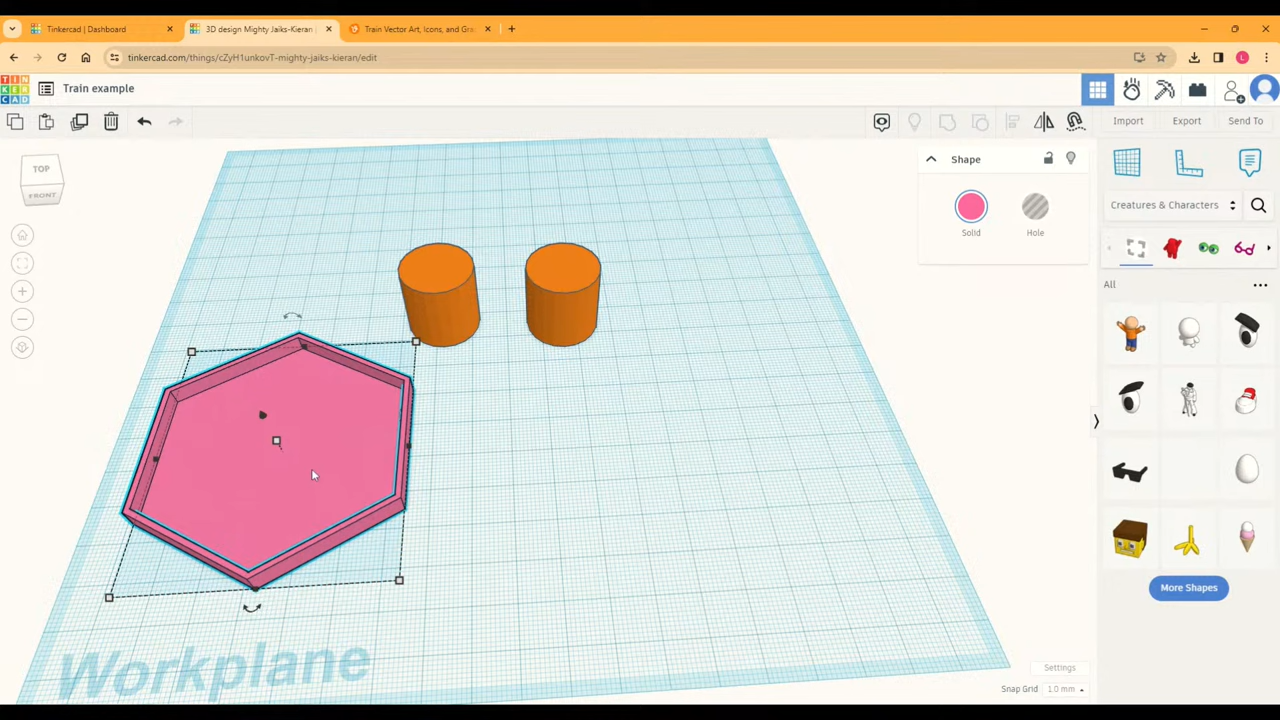 Tinkercad | Dashboard
3D design Mighty Jaiks-Kieran |
Train Vector Art, Icons, and Gra
tinkercad.com/things/cZyH1unkovT-mighty-jaiks-kieran/edit
TIN
KER
CAD
Train example
Import
Export
Send To
TOP
FRONT
Shape
Solid
Hole
Creatures & Characters
All
More Shapes
Workplane
Settings
Snap Grid
1.0 mm